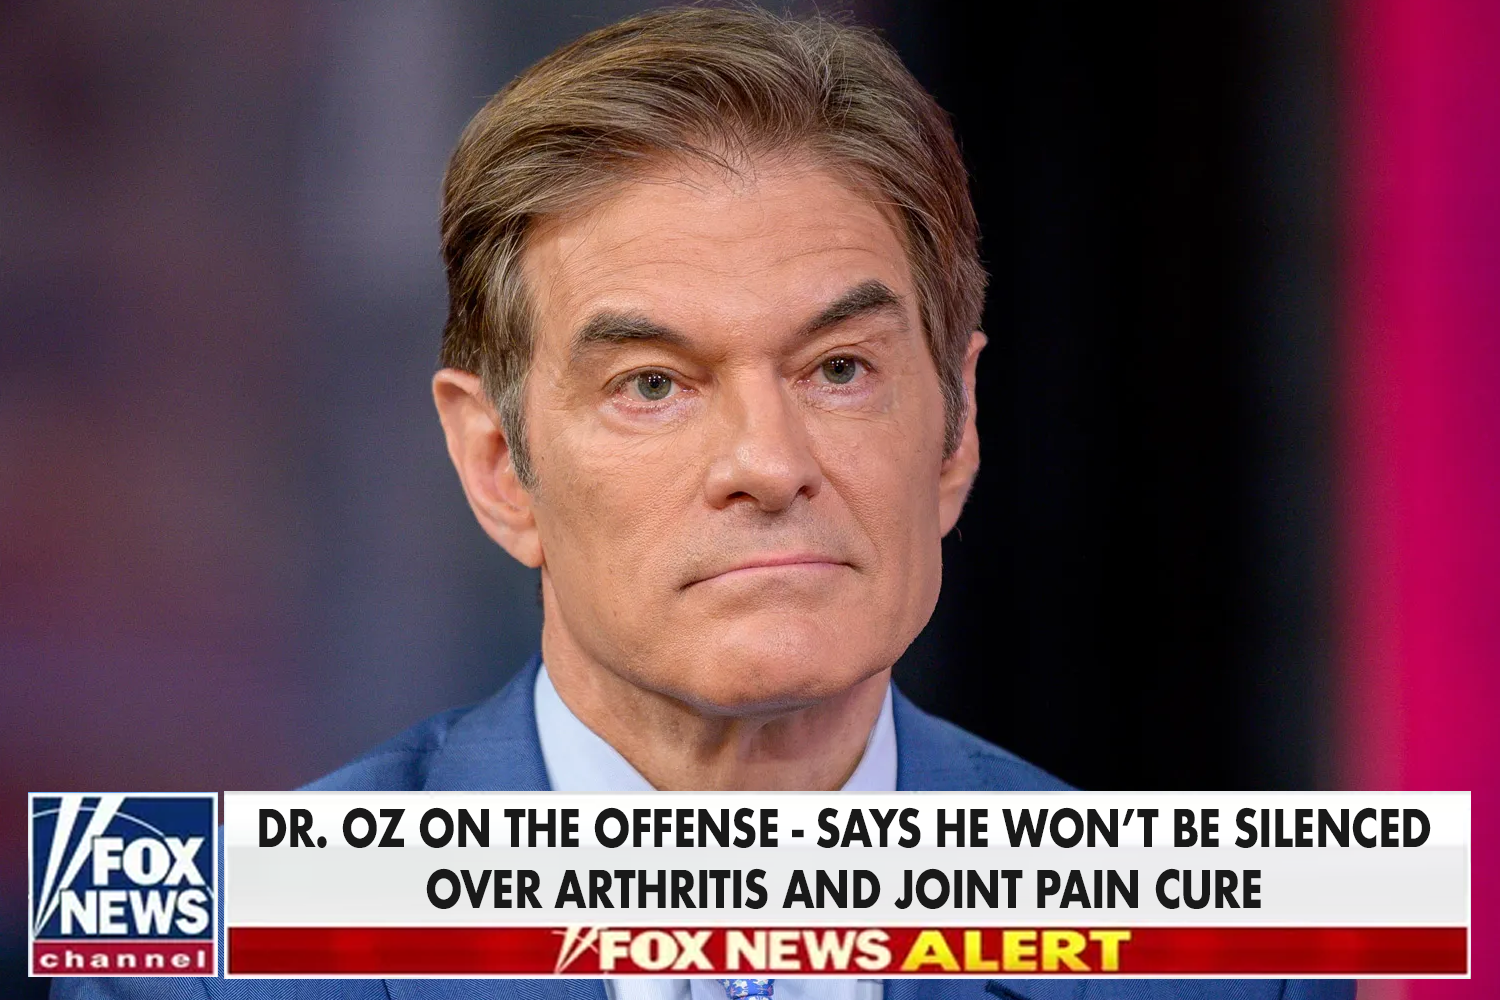 DR. OZ ON THE OFFENSE - SAYS HE WON'T BE SILENCED
OVER ARTHRITIS AND JOINT PAIN CURE
FOX
NEWS
channel
FOX NEWS ALERT